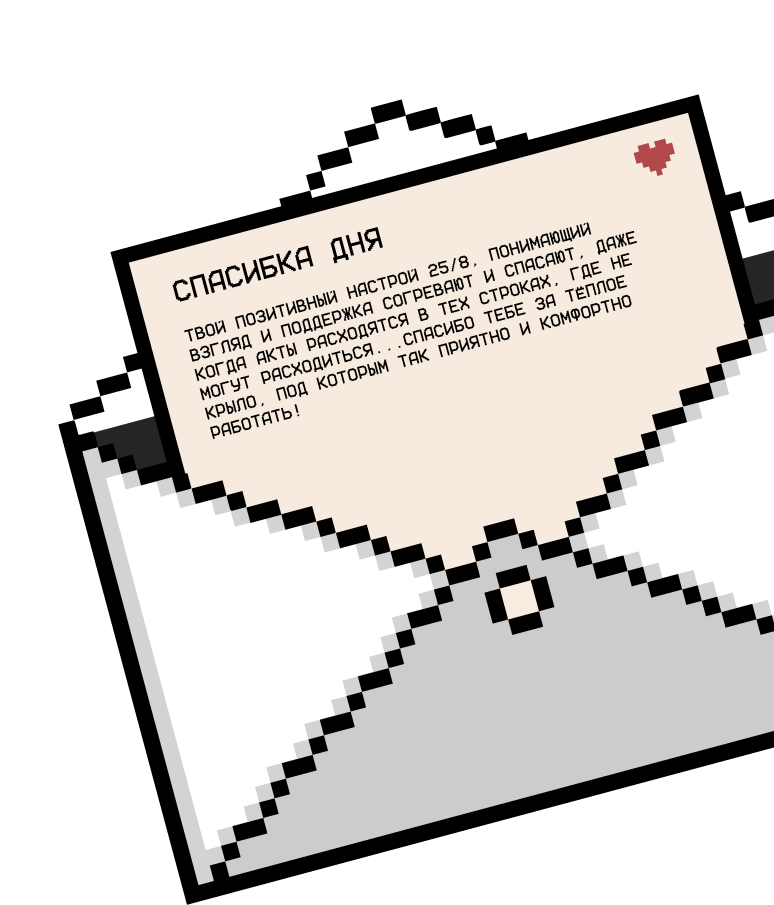 СПАСИБКА ДНЯ
ТВОЙ ПОЗИТИВНЫЙ НАСТРОЙ 25/8, ПОНИМАЮЩИЙ
ВЗГЛЯД И ПОДДЕРЖКА СОГРЕВАЮТ И СПАСАЮТ, ДАЖЕ
КОГДА АКТЫ РАСХОДЯТСЯ В ТЕХ СТРОКАХ, ГДЕ НЕ
МОГУТ РАСХОДИТЬСЯ...СПАСИБО ТЕБЕ ЗА ТЁПЛОЕ
КРЫЛО, ПОД КОТОРЫМ ТАК ПРИЯТНО И КОМФОРТНО
РАБОТАТЬ!